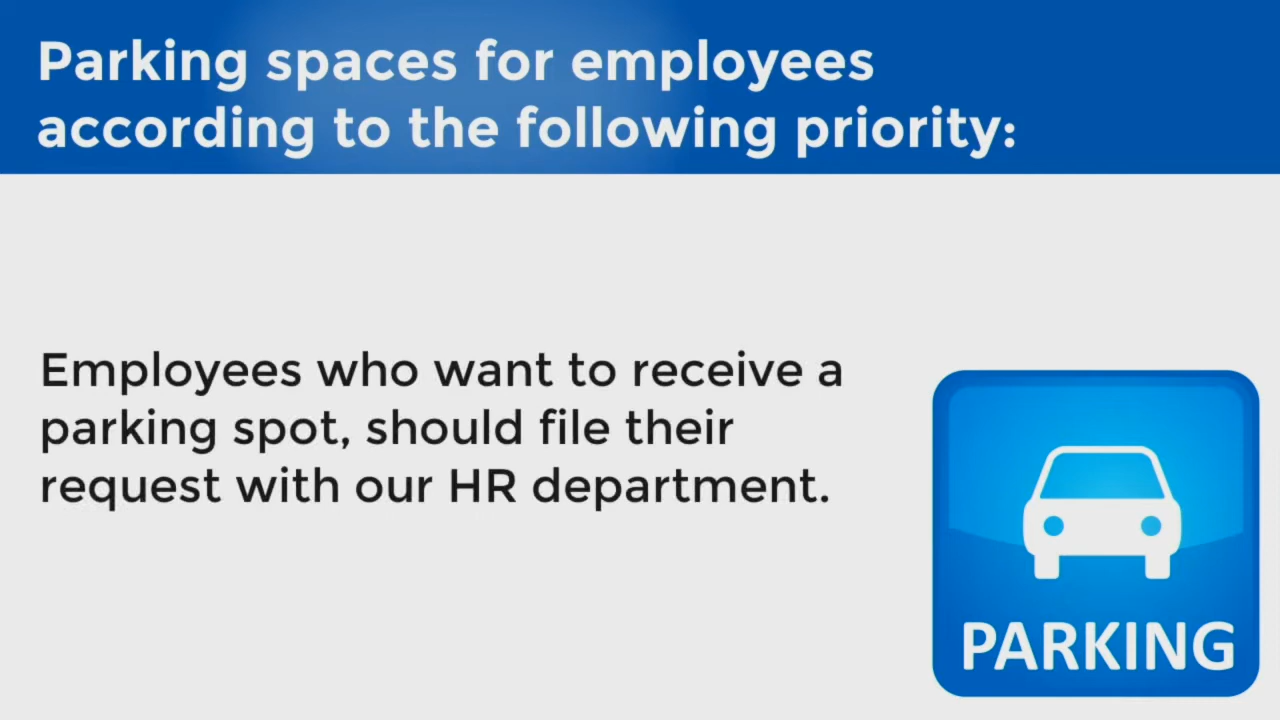 Parking spaces for employees
according to the following priority:
Employees who want to receive a
parking spot, should file their
request with our HR department.
PARKING